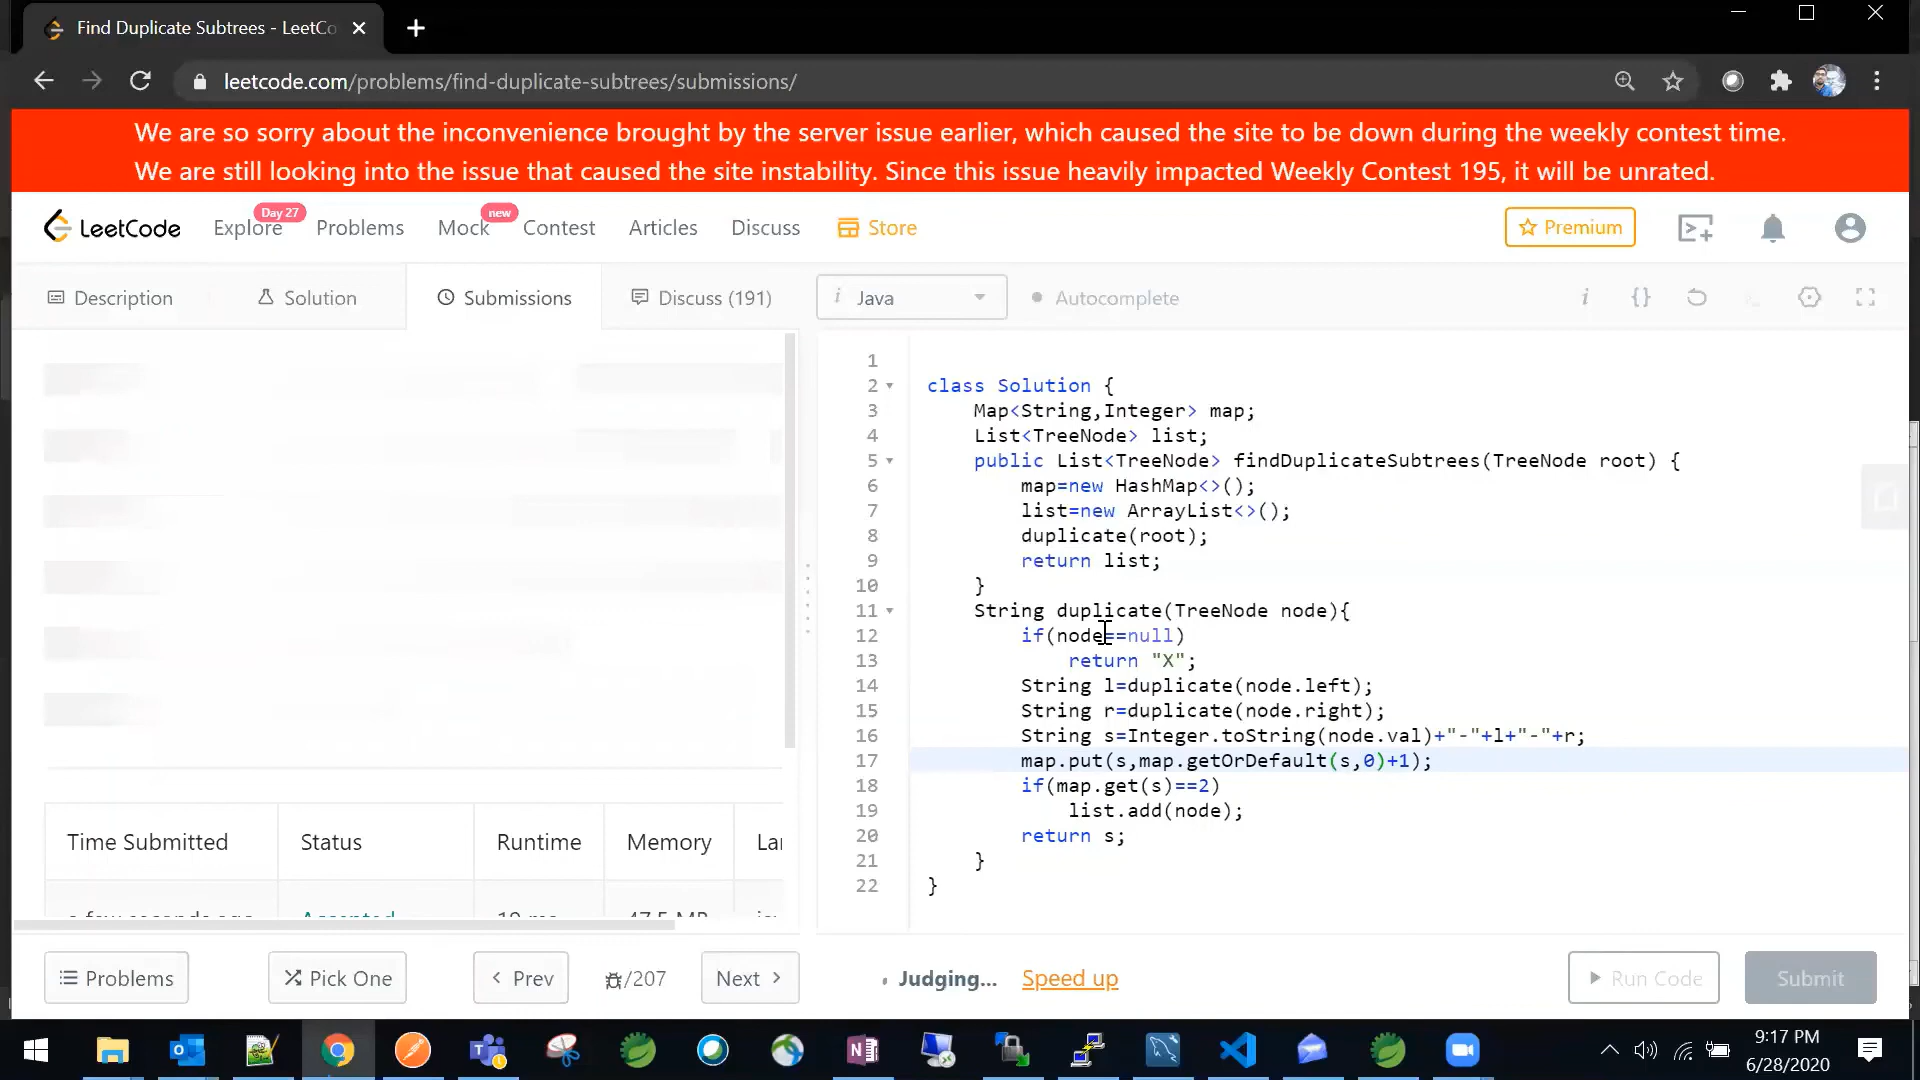 Find Duplicate Subtrees - LeetCo
leetcode.com/problems/find-duplicate-subtrees/submissions/
We are so sorry about the inconvenience brought by the server issue earlier, which caused the site to be down during the weekly contest time.
We are still looking into the issue that caused the site instability. Since this issue heavily impacted Weekly Contest 195, it will be unrated.
LeetCode Explore Day 27 Problems Mock new Contest Articles Discuss Store Premium
Description Solution Submissions Discuss (191) i Java Autocomplete i {}
1
2 class Solution {
3 Map<String,Integer> map;
4 List<TreeNode> list;
5 public List<TreeNode> findDuplicateSubtrees(TreeNode root) {
6 map=new HashMap<>();
7 list=new ArrayList<>();
8 duplicate(root);
9 return list;
10 }
11 String duplicate(TreeNode node){
12 if(node==null)
13 return "X";
14 String l=duplicate(node.left);
15 String r=duplicate(node.right);
16 String s=Integer.toString(node.val)+"-"+l+"-"+r;
17 map.put(s,map.getOrDefault(s,0)+1);
18 if(map.get(s)==2)
19 list.add(node);
20 return s;
21 }
22 }
Time Submitted Status Runtime Memory
a few seconds ago Accepted 19 ms 47.5 MB
Problems Pick One Prev /207 Next Judging... Speed up Run Code Submit
9:17 PM
6/28/2020